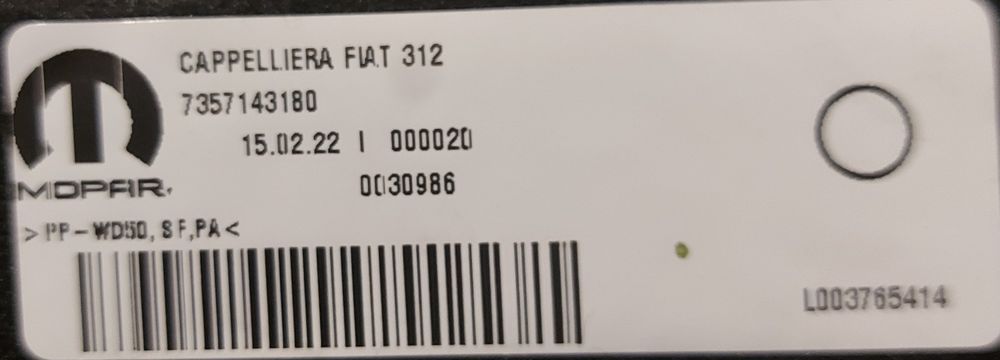 CAPPELLIERA FIAT 312
7357143180
15.02.22 I 000020
0030986
MOPAR
>PP-WD50, SF,PA<
L003765414